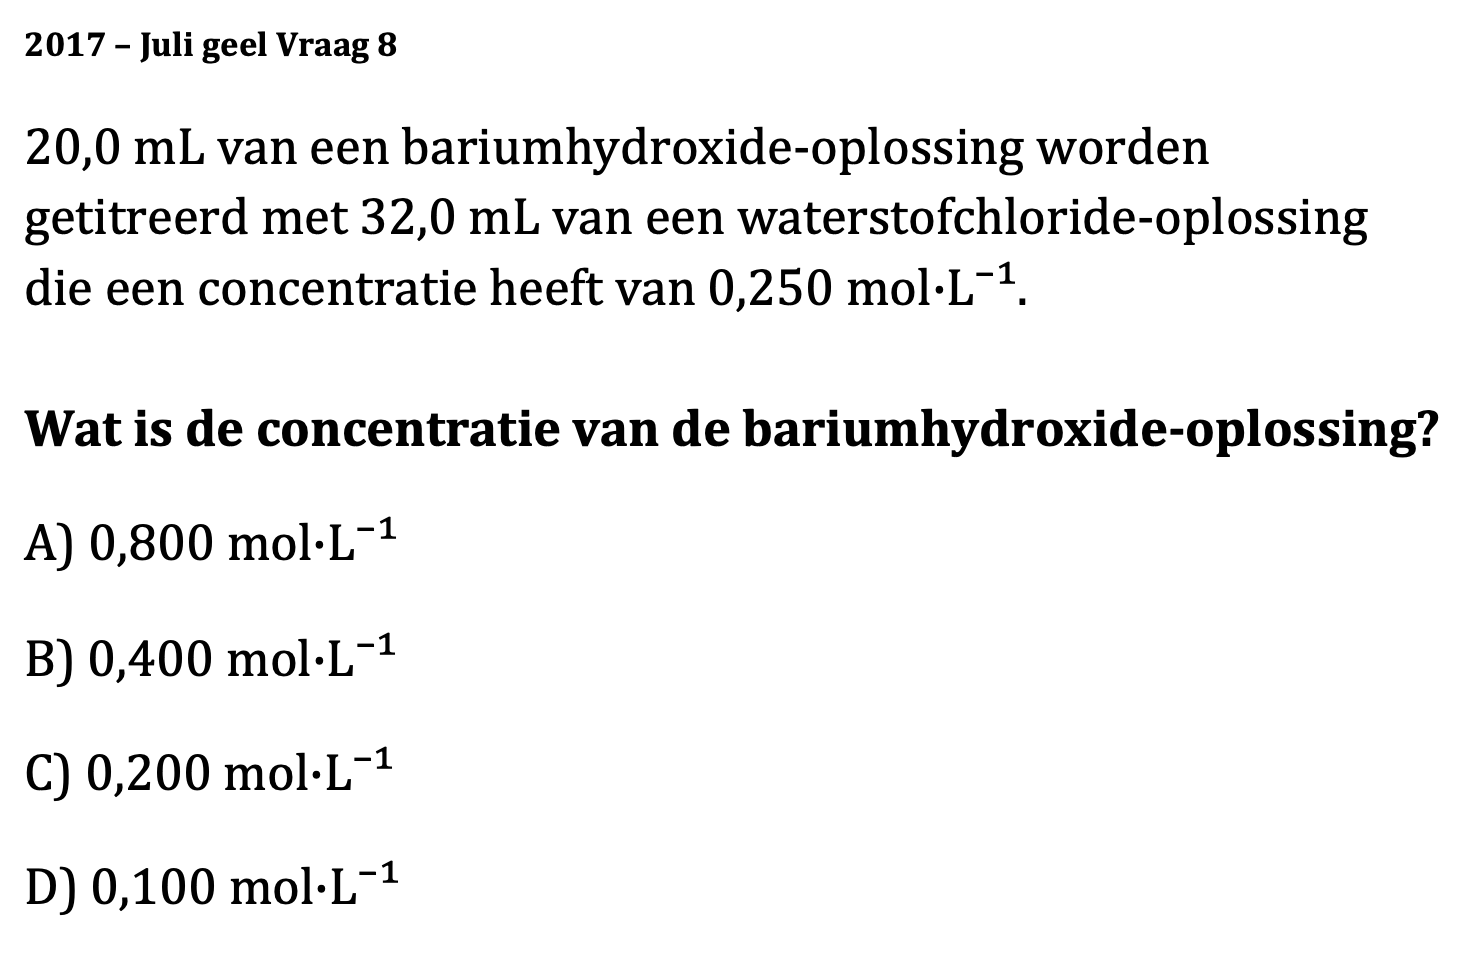 2017 – Juli geel Vraag 8
20,0 mL van een bariumhydroxide-oplossing worden
getitreerd met 32,0 mL van een waterstofchloride-oplossing
die een concentratie heeft van 0,250 mol·L⁻¹.
Wat is de concentratie van de bariumhydroxide-oplossing?
A) 0,800 mol·L⁻¹
B) 0,400 mol·L⁻¹
C) 0,200 mol·L⁻¹
D) 0,100 mol·L⁻¹